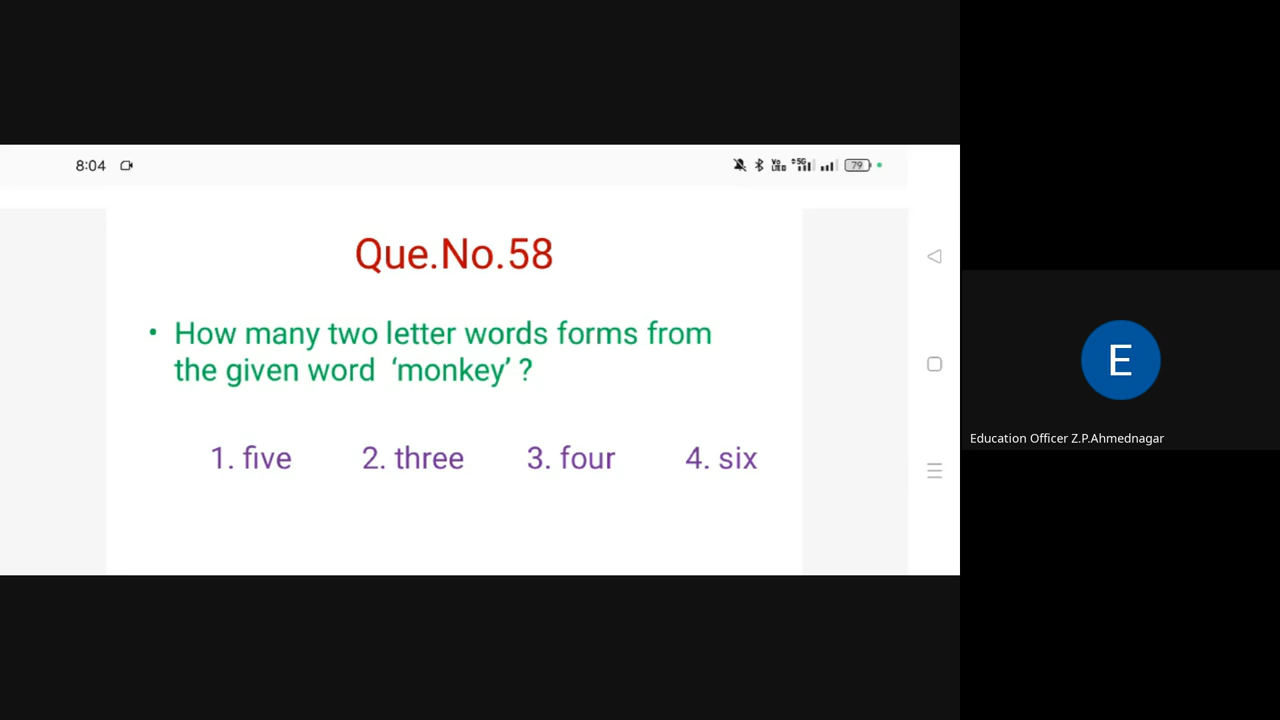 8:04
79
Que.No.58
• How many two letter words forms from
the given word ‘monkey’ ?
1. five 2. three 3. four 4. six
E
Education Officer Z.P.Ahmednagar